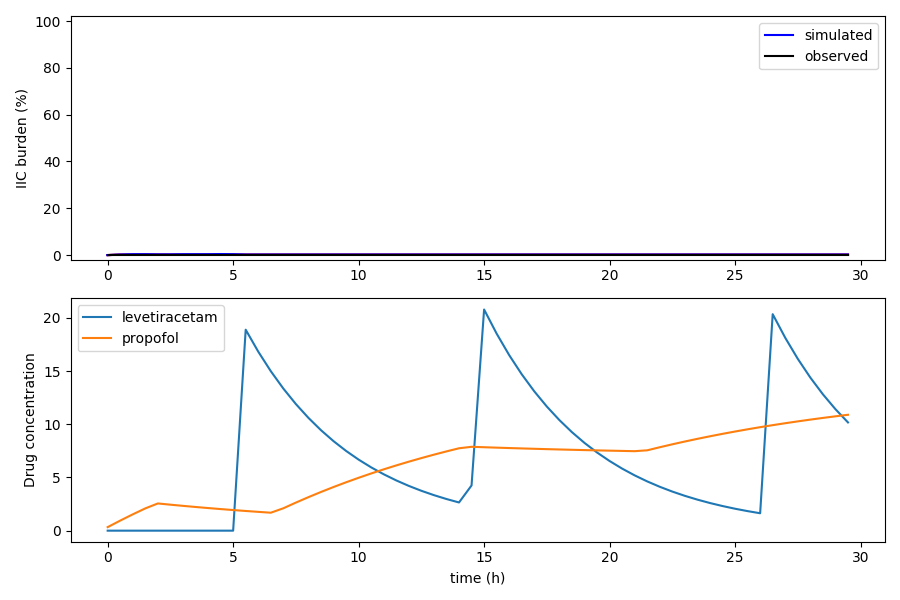 IIC burden (%)
100
80
60
40
20
0
simulated
observed
0 5 10 15 20 25 30
Drug concentration
20
15
10
5
0
levetiracetam
propofol
0 5 10 15 20 25 30
time (h)